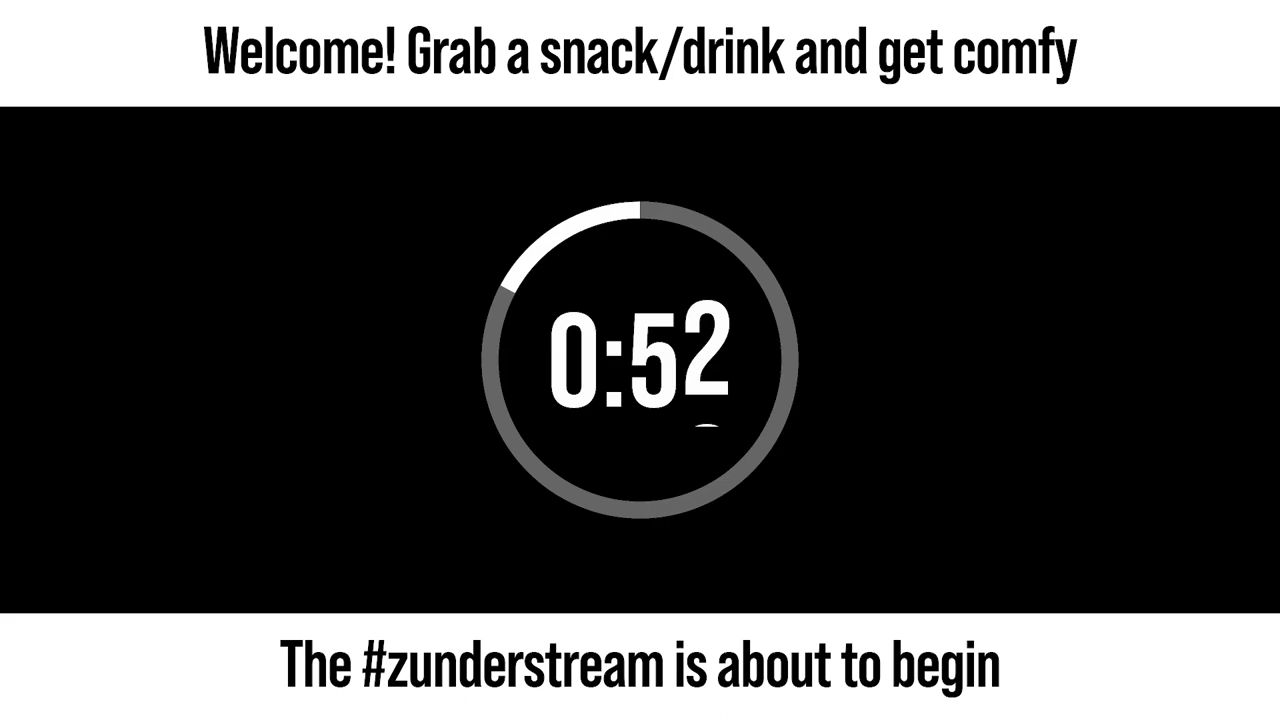 Welcome! Grab a snack/drink and get comfy
0:52
The #zunderstream is about to begin